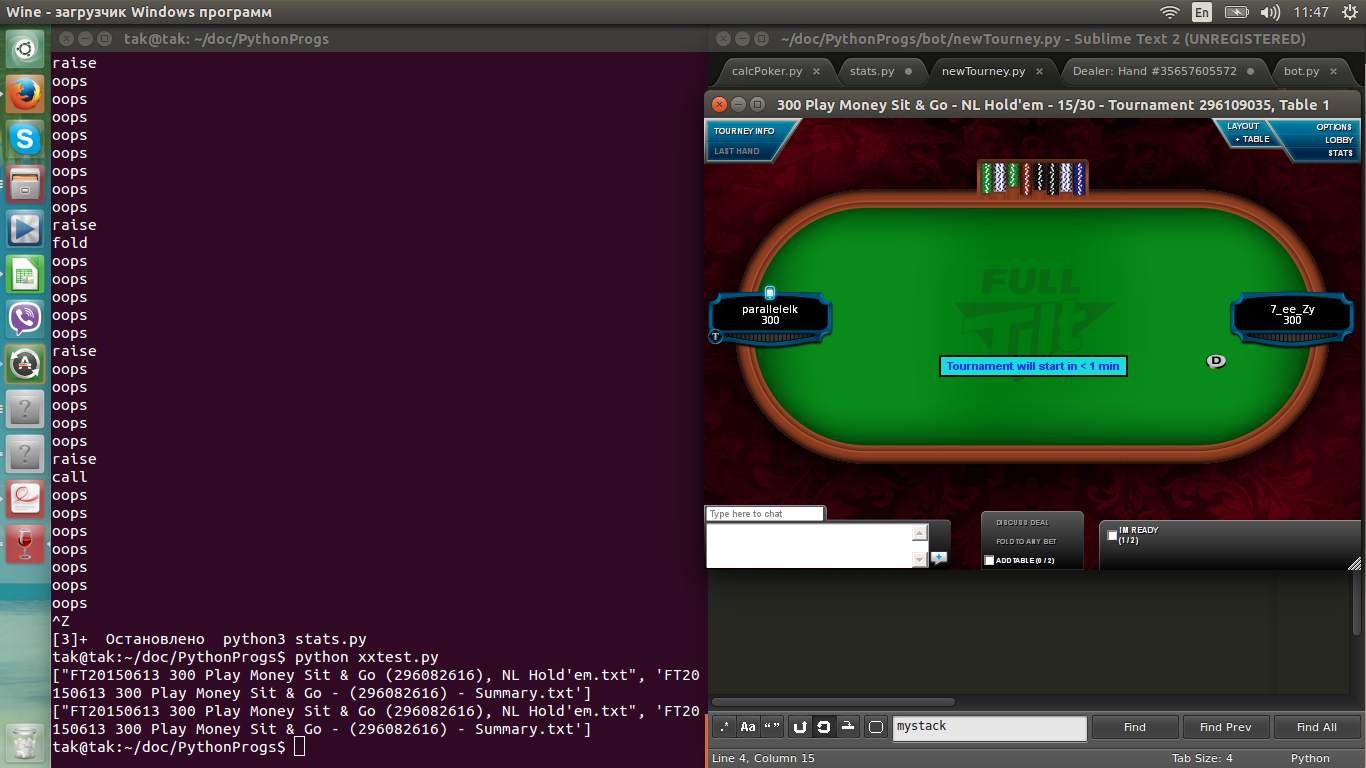 Wine - загрузчик Windows программ
En
11:47
tak@tak: ~/doc/PythonProgs
raise
oops
oops
oops
oops
oops
oops
oops
oops
raise
fold
oops
oops
oops
oops
oops
raise
oops
oops
oops
oops
oops
raise
call
oops
oops
oops
oops
oops
oops
oops
^Z
[3]+  Остановлено  python3 stats.py
tak@tak:~/doc/PythonProgs$ python xxtest.py
["FT20150613 300 Play Money Sit & Go (296082616), NL Hold'em.txt", 'FT20
150613 300 Play Money Sit & Go - (296082616) - Summary.txt']
["FT20150613 300 Play Money Sit & Go (296082616), NL Hold'em.txt", 'FT20
150613 300 Play Money Sit & Go - (296082616) - Summary.txt']
tak@tak:~/doc/PythonProgs$
~/doc/PythonProgs/bot/newTourney.py - Sublime Text 2 (UNREGISTERED)
calcPoker.py
stats.py
newTourney.py
Dealer: Hand #35657605572
bot.py
300 Play Money Sit & Go - NL Hold'em - 15/30 - Tournament 296109035, Table 1
TOURNEY INFO
LAST HAND
LAYOUT
+ TABLE
OPTIONS
LOBBY
STATS
FULL
TILT
parallelelk
300
T
7_ee_Zy
300
D
Tournament will start in < 1 min
Type here to chat
DISCUSS DEAL
FOLD TO ANY BET
ADD TABLE (0 / 2)
I'M READY
(1 / 2)
.*
Aa
“”
mystack
Find
Find Prev
Find All
Line 4, Column 15
Tab Size: 4
Python